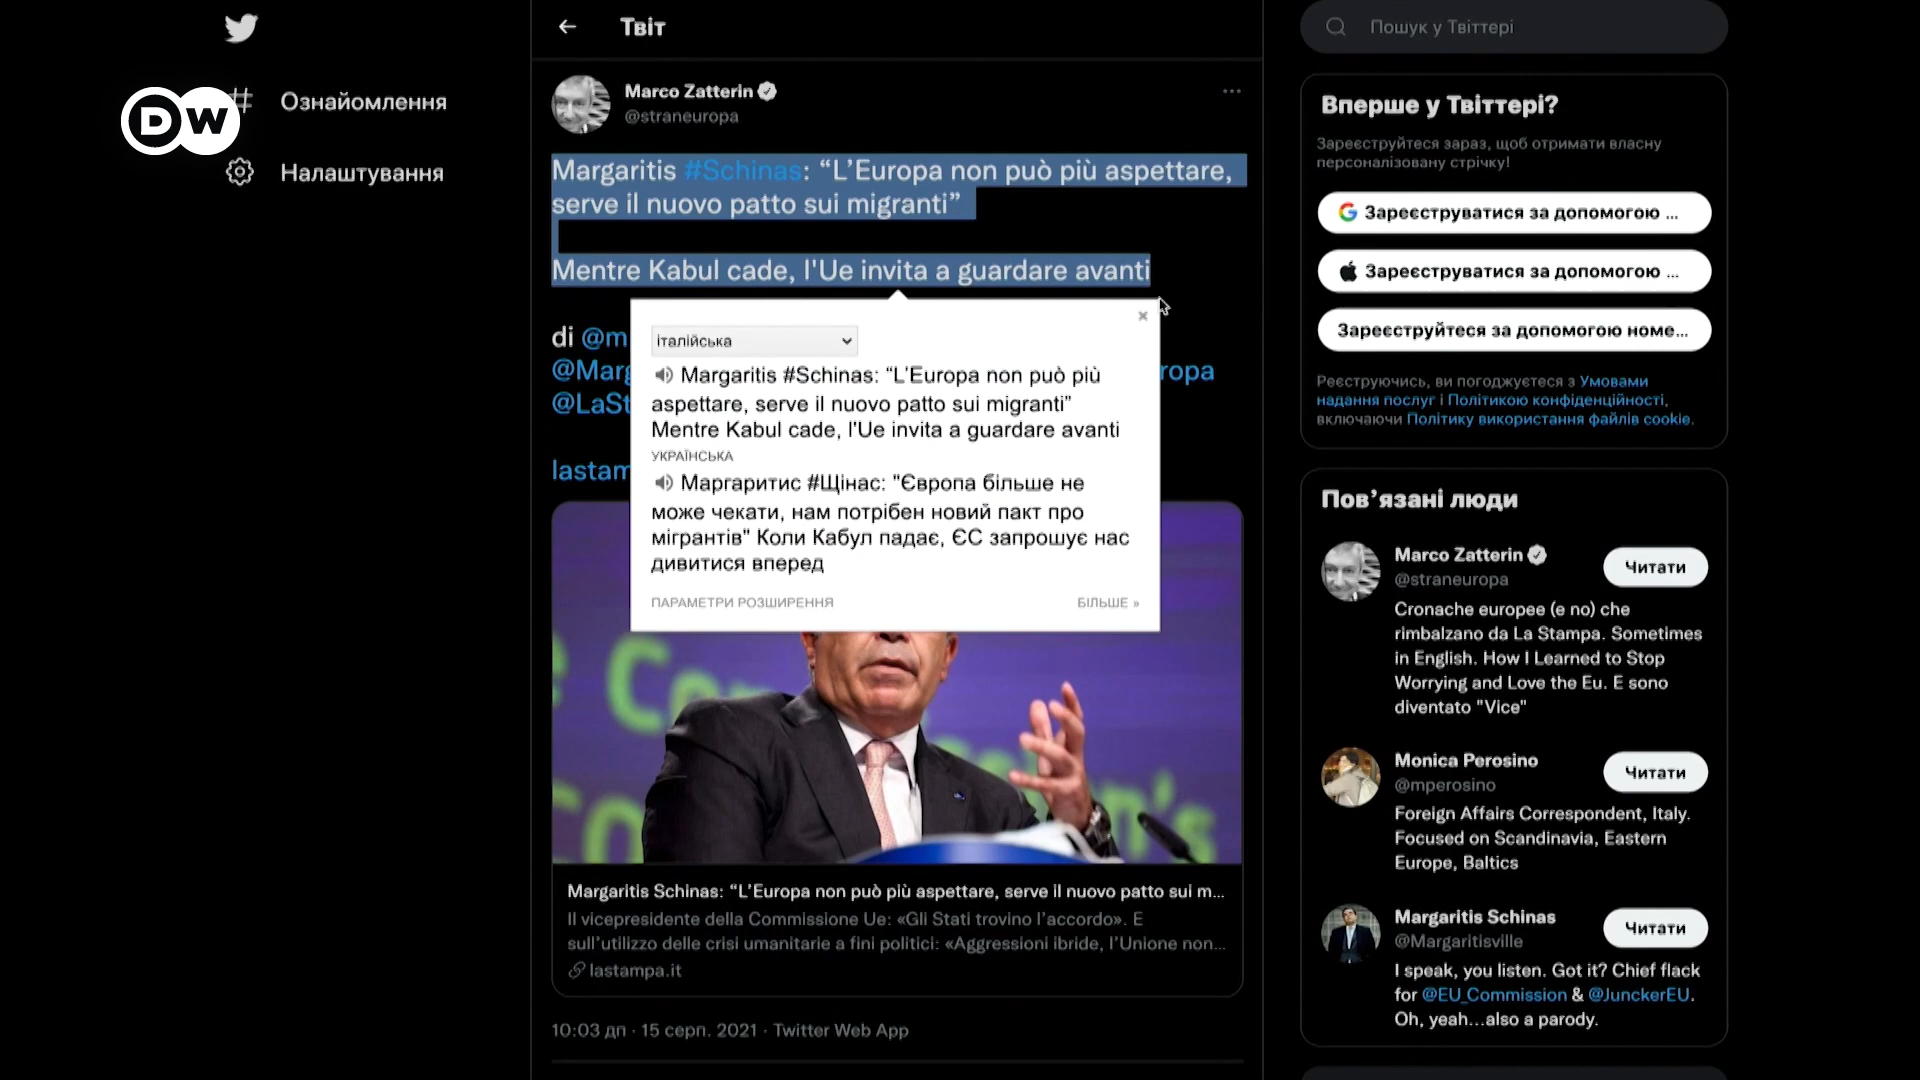 DW
Ознайомлення
Налаштування
Твіт
Marco Zatterin
@straneuropa
Margaritis #Schinas: “L’Europa non può più aspettare,
serve il nuovo patto sui migranti”
Mentre Kabul cade, l'Ue invita a guardare avanti
di @m
@Marg
ropa
@LaSt
lastam
італійська
Margaritis #Schinas: “L’Europa non può più
aspettare, serve il nuovo patto sui migranti”
Mentre Kabul cade, l'Ue invita a guardare avanti
УКРАЇНСЬКА
Маргаритис #Щінас: "Європа більше не
може чекати, нам потрібен новий пакт про
мігрантів" Коли Кабул падає, ЄС запрошує нас
дивитися вперед
ПАРАМЕТРИ РОЗШИРЕННЯ
БІЛЬШЕ »
Margaritis Schinas: “L’Europa non può più aspettare, serve il nuovo patto sui m...
Il vicepresidente della Commissione Ue: «Gli Stati trovino l’accordo». E
sull’utilizzo delle crisi umanitarie a fini politici: «Aggressioni ibride, l’Unione non...
lastampa.it
10:03 дп · 15 серп. 2021 · Twitter Web App
Пошук у Твіттері
Вперше у Твіттері?
Зареєструйтеся зараз, щоб отримати власну
персоналізовану стрічку!
Зареєструватися за допомогою ...
Зареєструватися за допомогою ...
Зареєструйтеся за допомогою номе...
Реєструючись, ви погоджуєтеся з Умовами
надання послуг і Політикою конфіденційності,
включаючи Політику використання файлів cookie.
Пов’язані люди
Marco Zatterin
@straneuropa
Читати
Cronache europee (e no) che
rimbalzano da La Stampa. Sometimes
in English. How I Learned to Stop
Worrying and Love the Eu. E sono
diventato "Vice"
Monica Perosino
@mperosino
Читати
Foreign Affairs Correspondent, Italy.
Focused on Scandinavia, Eastern
Europe, Baltics
Margaritis Schinas
@Margaritisville
Читати
I speak, you listen. Got it? Chief flack
for @EU_Commission & @JunckerEU.
Oh, yeah...also a parody.